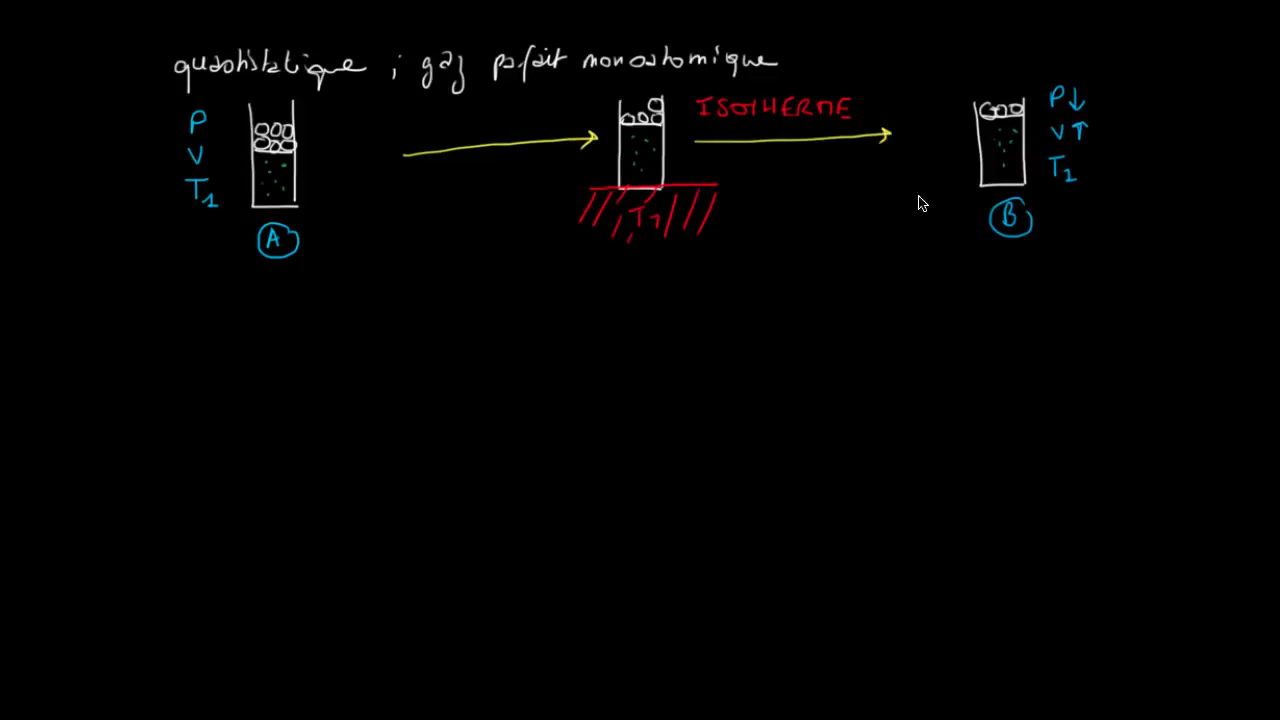 quasistatique ; gaz parfait monoatomique
P
V
T1
A
ISOTHERME
T1
P↓
V↑
T1
B